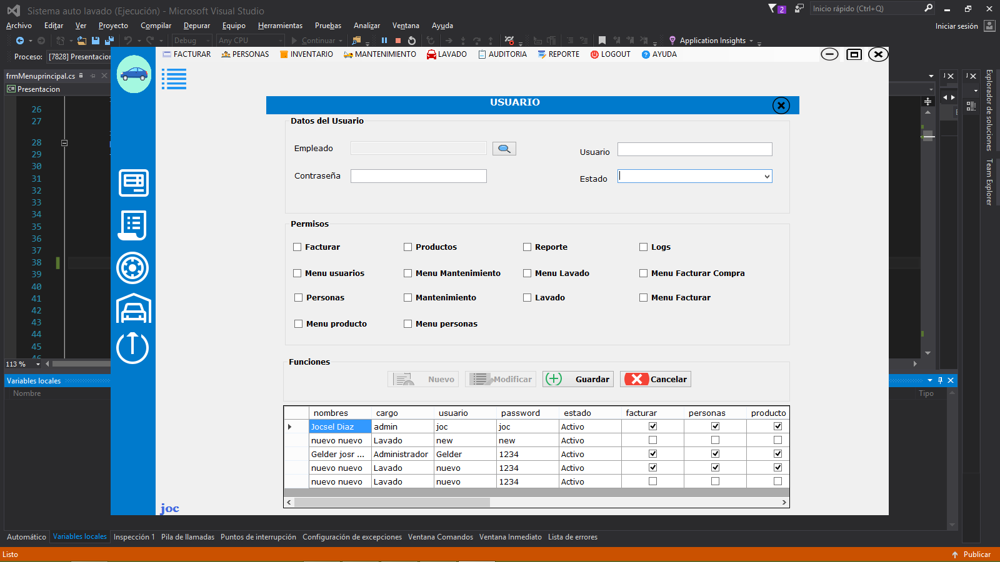 Sistema auto lavado (Ejecución) - Microsoft Visual Studio
2
Inicio rápido (Ctrl+Q)
Archivo Editar Ver Proyecto Compilar Depurar Equipo Herramientas Pruebas Analizar Ventana Ayuda
Iniciar sesión
Debug Any CPU Continuar Application Insights
Proceso: [7828] Presentacion
FACTURAR PERSONAS INVENTARIO MANTENIMIENTO LAVADO AUDITORIA REPORTE LOGOUT AYUDA
frmMenuprincipal.cs
Presentacion
Explorador de soluciones
Team Explorer
26
27
28
29
30
31
32
33
34
35
36
37
38
39
40
41
42
43
44
45
46
113 %
USUARIO
Datos del Usuario
Empleado
Usuario
Contraseña
Estado
Permisos
Facturar Productos Reporte Logs
Menu usuarios Menu Mantenimiento Menu Lavado Menu Facturar Compra
Personas Mantenimiento Lavado Menu Facturar
Menu producto Menu personas
Funciones
Nuevo Modificar Guardar Cancelar
Variables locales
Nombre
Tipo
nombres cargo usuario password estado facturar personas producto
Jocsel Diaz admin joc joc Activo
nuevo nuevo Lavado new new Activo
Gelder josr ... Administrador Gelder 1234 Activo
nuevo nuevo Lavado nuevo 1234 Activo
nuevo nuevo Lavado nuevo 1234 Activo
joc
Automático Variables locales Inspección 1 Pila de llamadas Puntos de interrupción Configuración de excepciones Ventana Comandos Ventana Inmediato Lista de errores
Listo
Publicar